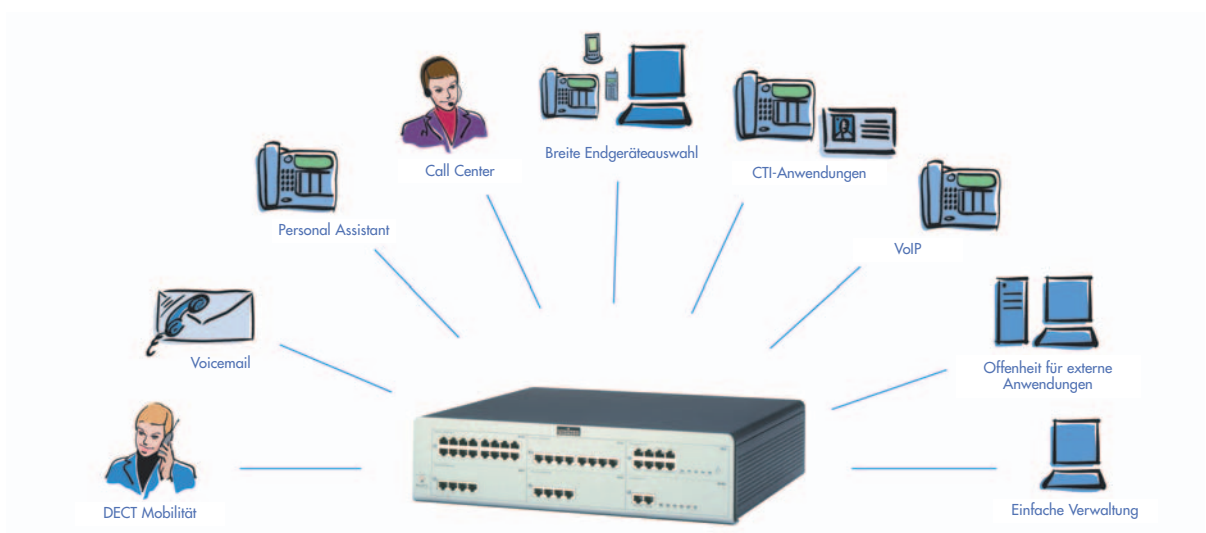 Breite Endgeräteauswahl
Call Center
CTI-Anwendungen
Personal Assistant
VoIP
Voicemail
Offenheit für externe
Anwendungen
DECT Mobilität
Einfache Verwaltung